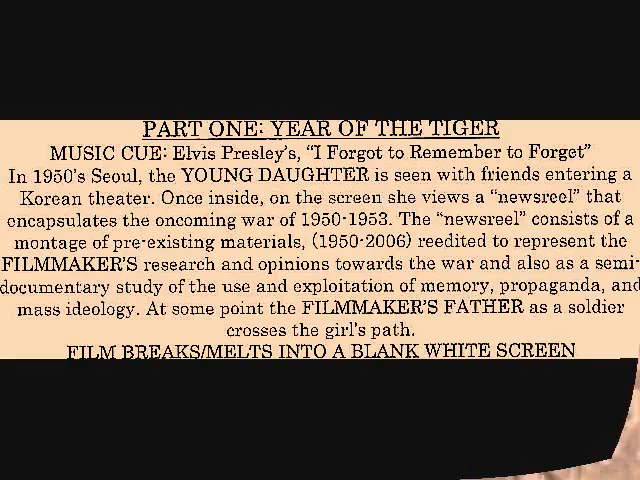 PART ONE: YEAR OF THE TIGER
MUSIC CUE: Elvis Presley's, "I Forgot to Remember to Forget"
In 1950's Seoul, the YOUNG DAUGHTER is seen with friends entering a
Korean theater. Once inside, on the screen she views a "newsreel" that
encapsulates the oncoming war of 1950-1953. The "newsreel" consists of a
montage of pre-existing materials, (1950-2006) reedited to represent the
FILMMAKER'S research and opinions towards the war and also as a semi-
documentary study of the use and exploitation of memory, propaganda, and
mass ideology. At some point the FILMMAKER'S FATHER as a soldier
crosses the girl's path.
FILM BREAKS/MELTS INTO A BLANK WHITE SCREEN